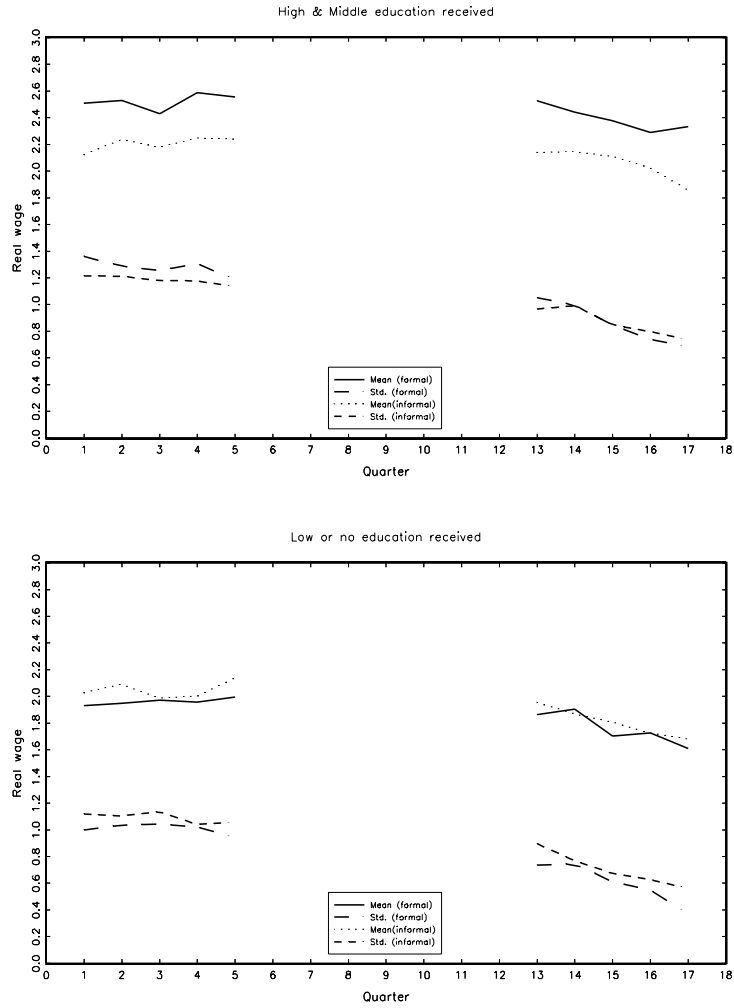 High & Middle education received
3.0
2.8
2.6
2.4
2.2
2.0
1.8
1.6
1.4
1.2
1.0
0.8
0.6
0.4
0.2
0.0
Real wage
Mean (formal)
Std. (formal)
Mean(informal)
Std. (informal)
0 1 2 3 4 5 6 7 8 9 10 11 12 13 14 15 16 17 18
Quarter
Low or no education received
3.0
2.8
2.6
2.4
2.2
2.0
1.8
1.6
1.4
1.2
1.0
0.8
0.6
0.4
0.2
0.0
Real wage
Mean (formal)
Std. (formal)
Mean(informal)
Std. (informal)
0 1 2 3 4 5 6 7 8 9 10 11 12 13 14 15 16 17 18
Quarter